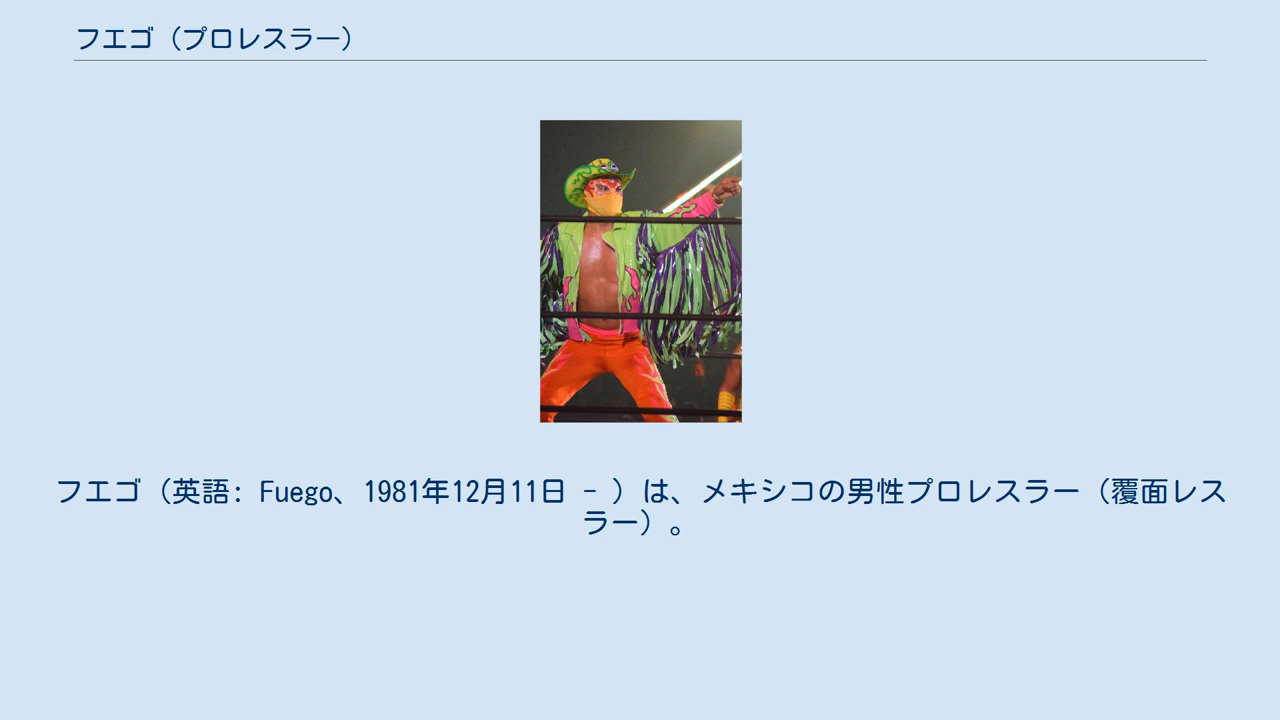 フエゴ（プロレスラー）
フエゴ（英語: Fuego、1981年12月11日 - ）は、メキシコの男性プロレスラー（覆面レス
ラー）。